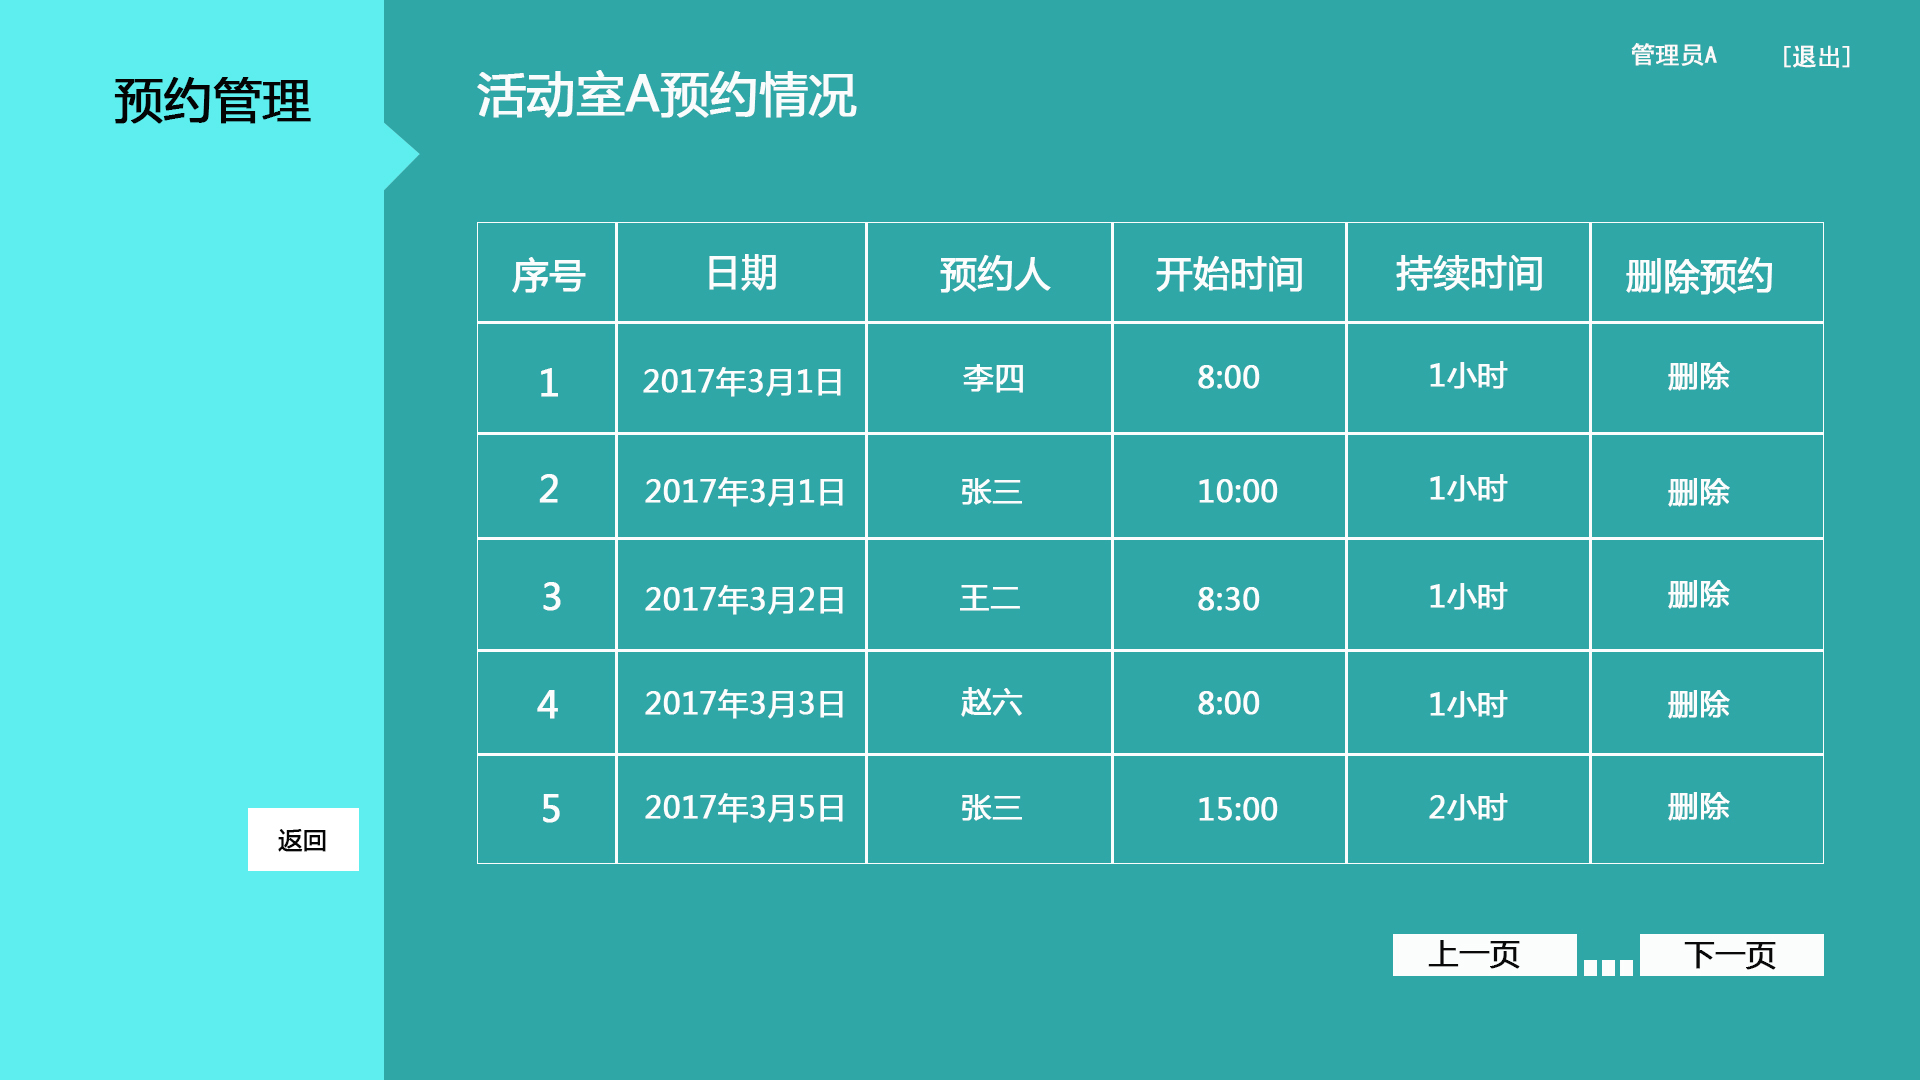 预约管理
活动室A预约情况
管理员A [退出]
序号 日期 预约人 开始时间 持续时间 删除预约
1 2017年3月1日 李四 8:00 1小时 删除
2 2017年3月1日 张三 10:00 1小时 删除
3 2017年3月2日 王二 8:30 1小时 删除
4 2017年3月3日 赵六 8:00 1小时 删除
5 2017年3月5日 张三 15:00 2小时 删除
返回
上一页 ... 下一页